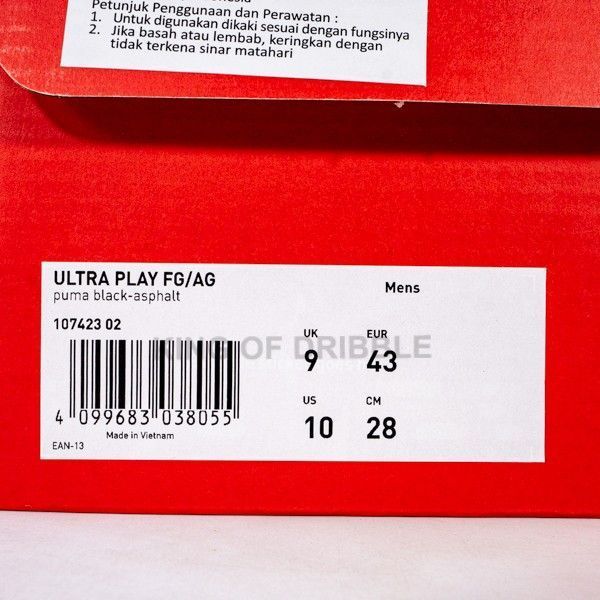 Petunjuk Penggunaan dan Perawatan :
1. Untuk digunakan dikaki sesuai dengan fungsinya
2. Jika basah atau lembab, keringkan dengan
tidak terkena sinar matahari
ULTRA PLAY FG/AG
puma black-asphalt
Mens
107423 02
KING OF DRIBBLE
UK EUR
9 43
US CM
10 28
4 099683 038055
Made in Vietnam
EAN-13